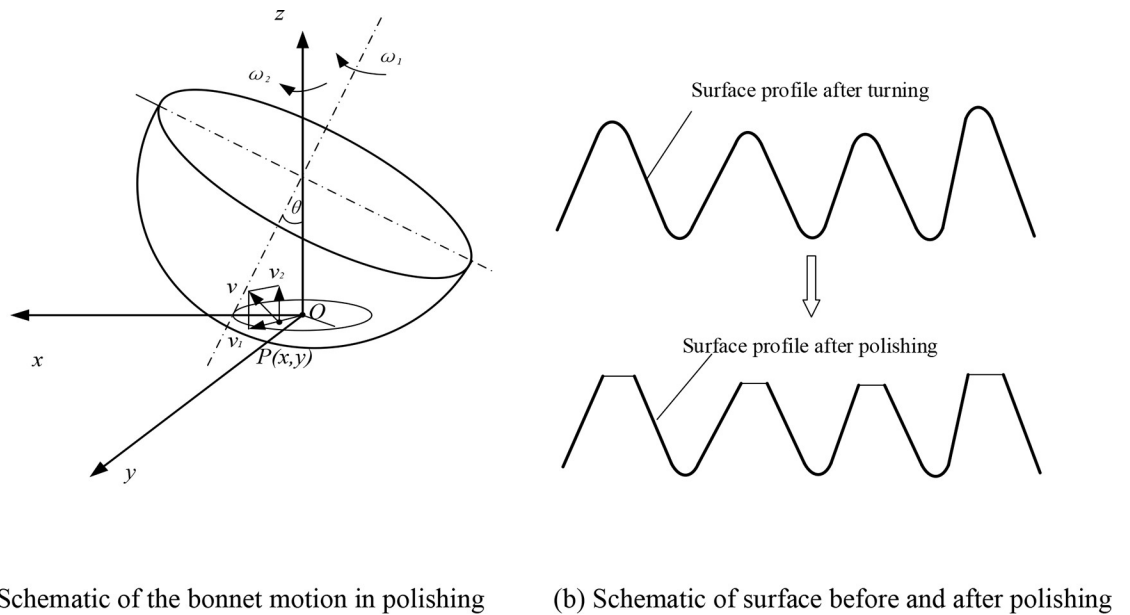 z
ω₁
ω₂
θ
v₂
v
O
v₁
P(x,y)
x
y
Surface profile after turning
Surface profile after polishing
Schematic of the bonnet motion in polishing
(b) Schematic of surface before and after polishing